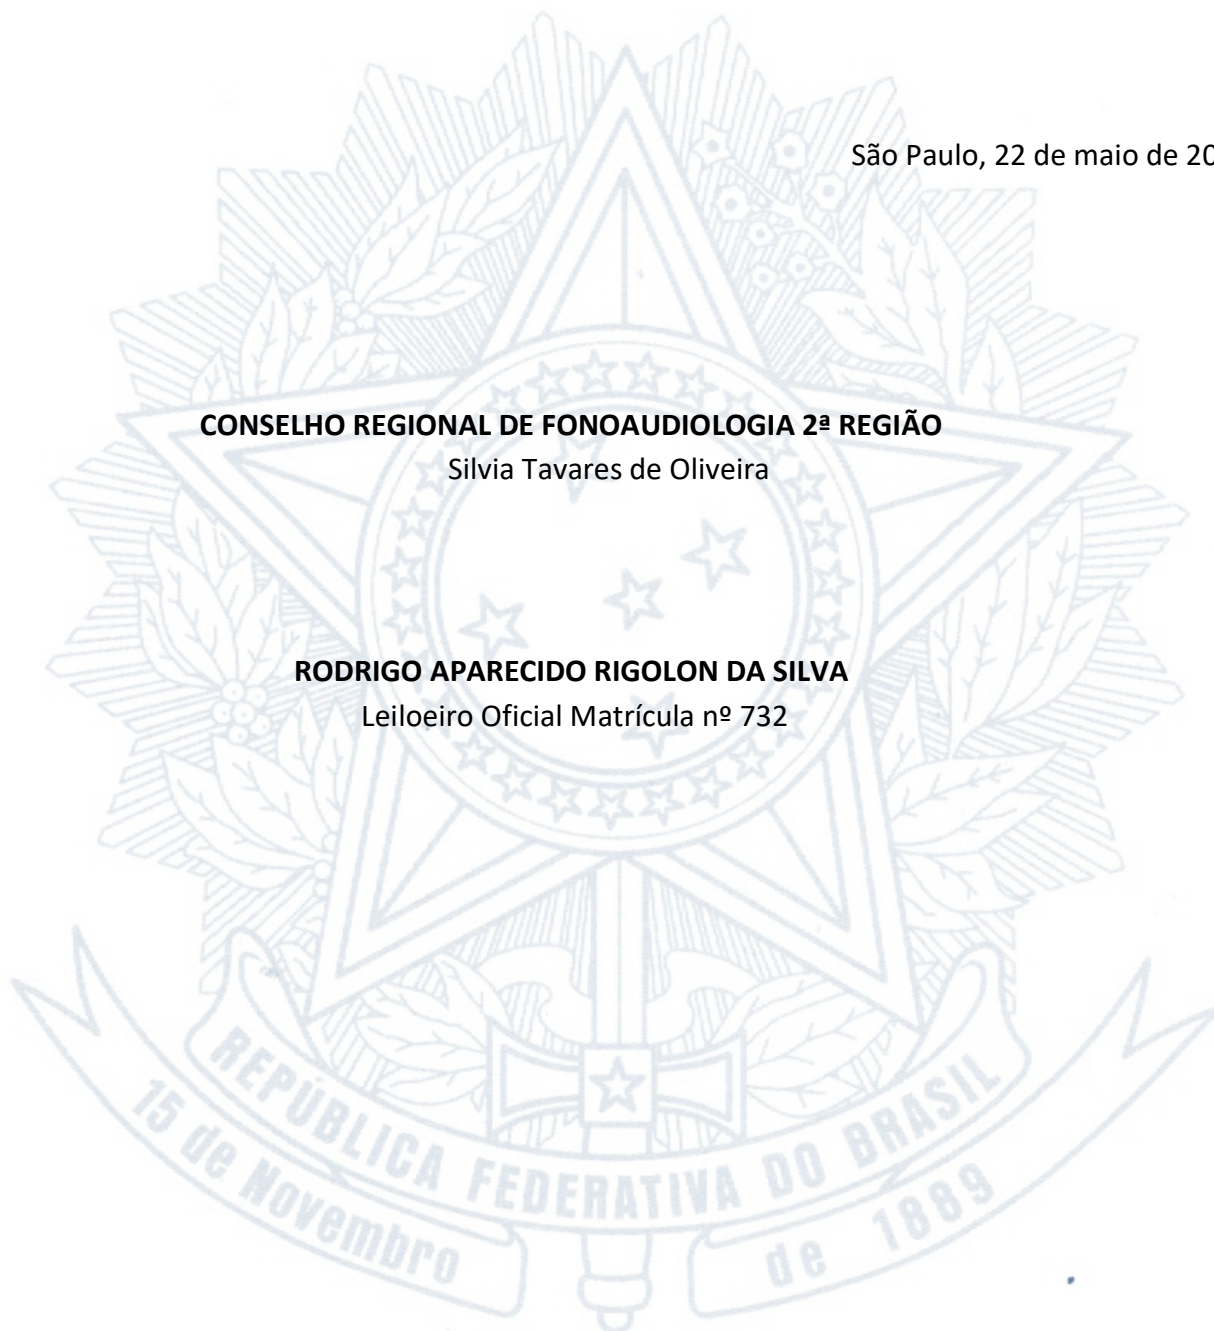 São Paulo, 22 de maio de 20
CONSELHO REGIONAL DE FONOAUDIOLOGIA 2ª REGIÃO
Silvia Tavares de Oliveira
RODRIGO APARECIDO RIGOLON DA SILVA
Leiloeiro Oficial Matrícula nº 732
REPÚBLICA FEDERATIVA DO BRASIL
15 de Novembro de 1889